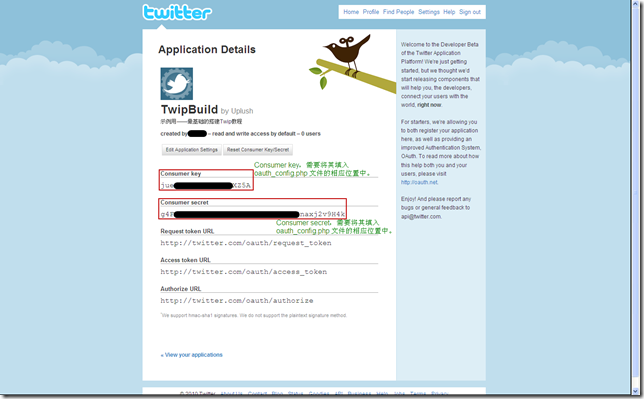 twitter
Home Profile Find People Settings Help Sign out
Application Details
TwipBuild by Uplush
示例用——最基础的搭建Twip教程
created by – read and write access by default – 0 users
Edit Application Settings Reset Consumer Key/Secret
Consumer key
jue XZ5A
Consumer key，需要将其填入
oauth_config.php 文件的相应位置中。
Consumer secret
g4P naxj2v9H4k
Consumer secret，需要将其填入
oauth_config.php 文件的相应位置中。
Request token URL
http://twitter.com/oauth/request_token
Access token URL
http://twitter.com/oauth/access_token
Authorize URL
http://twitter.com/oauth/authorize
*We support hmac-sha1 signatures. We do not support the plaintext signature method.
« View your applications
Welcome to the Developer Beta
of the Twitter Application
Platform! We're just getting
started, but we thought we'd
start releasing components that
will help you, the developers,
connect your users with the
world, right now.
For starters, we're allowing you
to both register your application
here, as well as providing an
improved Authentication System,
OAuth. To read more about how
this help both you and your
users, please visit
http://oauth.net.
Enjoy! And please report any
bugs or general feedback to
api@twitter.com.
© 2010 Twitter About Us Contact Blog Status Goodies API Business Help Jobs Terms Privacy